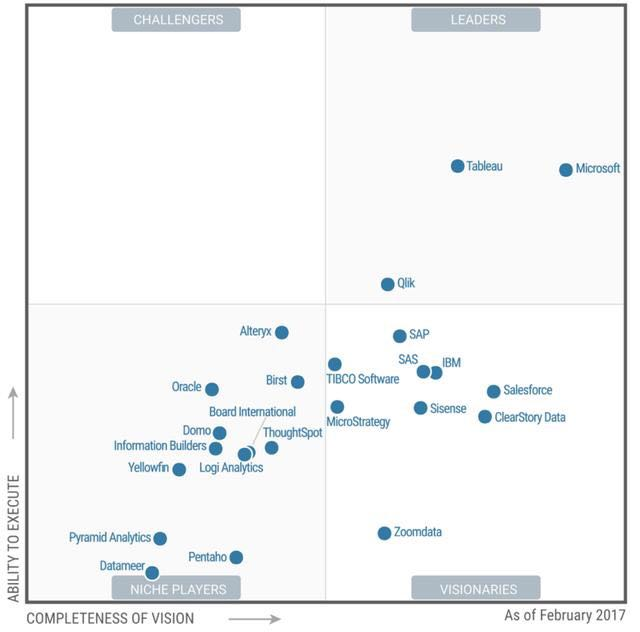 CHALLENGERS
LEADERS
Tableau
Microsoft
Qlik
Alteryx
SAP
SAS
IBM
TIBCO Software
Birst
Oracle
Salesforce
Board International
Sisense
ClearStory Data
MicroStrategy
Domo
ThoughtSpot
Information Builders
Yellowfin
Logi Analytics
Zoomdata
Pyramid Analytics
Pentaho
Datameer
NICHE PLAYERS
VISIONARIES
ABILITY TO EXECUTE
COMPLETENESS OF VISION
As of February 2017